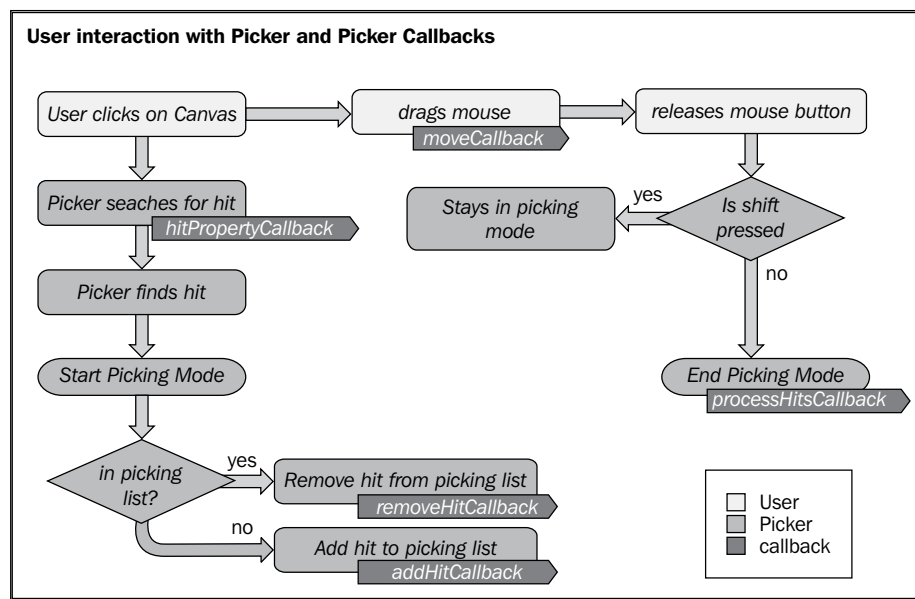 User interaction with Picker and Picker Callbacks
User clicks on Canvas
drags mouse
moveCallback
releases mouse button
Picker seaches for hit
hitPropertyCallback
Stays in picking
mode
yes
Is shift
pressed
no
Picker finds hit
Start Picking Mode
End Picking Mode
processHitsCallback
in picking
list?
yes
Remove hit from picking list
removeHitCallback
no
Add hit to picking list
addHitCallback
User
Picker
callback